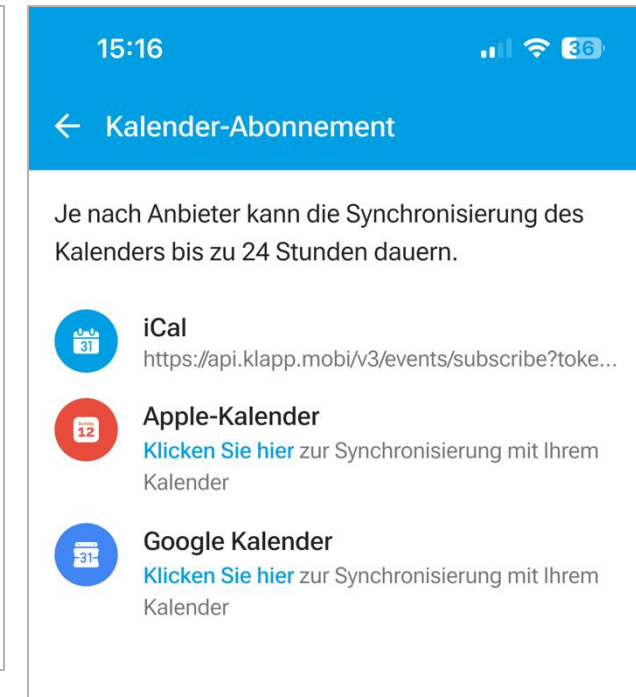 15:16
36
Kalender-Abonnement
Je nach Anbieter kann die Synchronisierung des
Kalenders bis zu 24 Stunden dauern.
31
iCal
https://api.klapp.mobi/v3/events/subscribe?toke...
Sunday
12
Apple-Kalender
Klicken Sie hier zur Synchronisierung mit Ihrem
Kalender
-31-
Google Kalender
Klicken Sie hier zur Synchronisierung mit Ihrem
Kalender